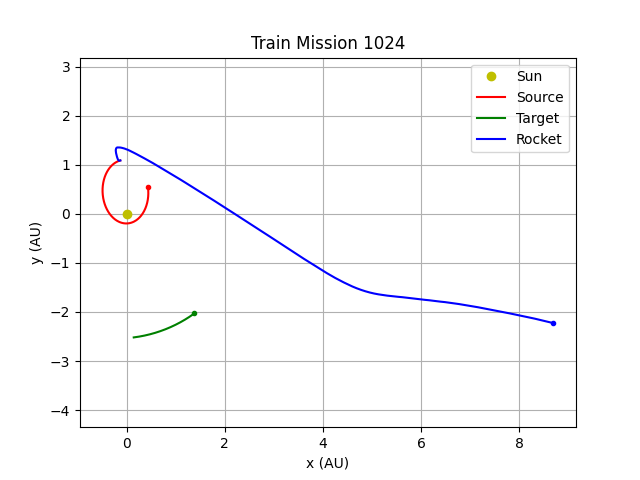 Train Mission 1024
Sun
Source
Target
Rocket
3
2
1
0
−1
−2
−3
−4
y (AU)
0
2
4
6
8
x (AU)